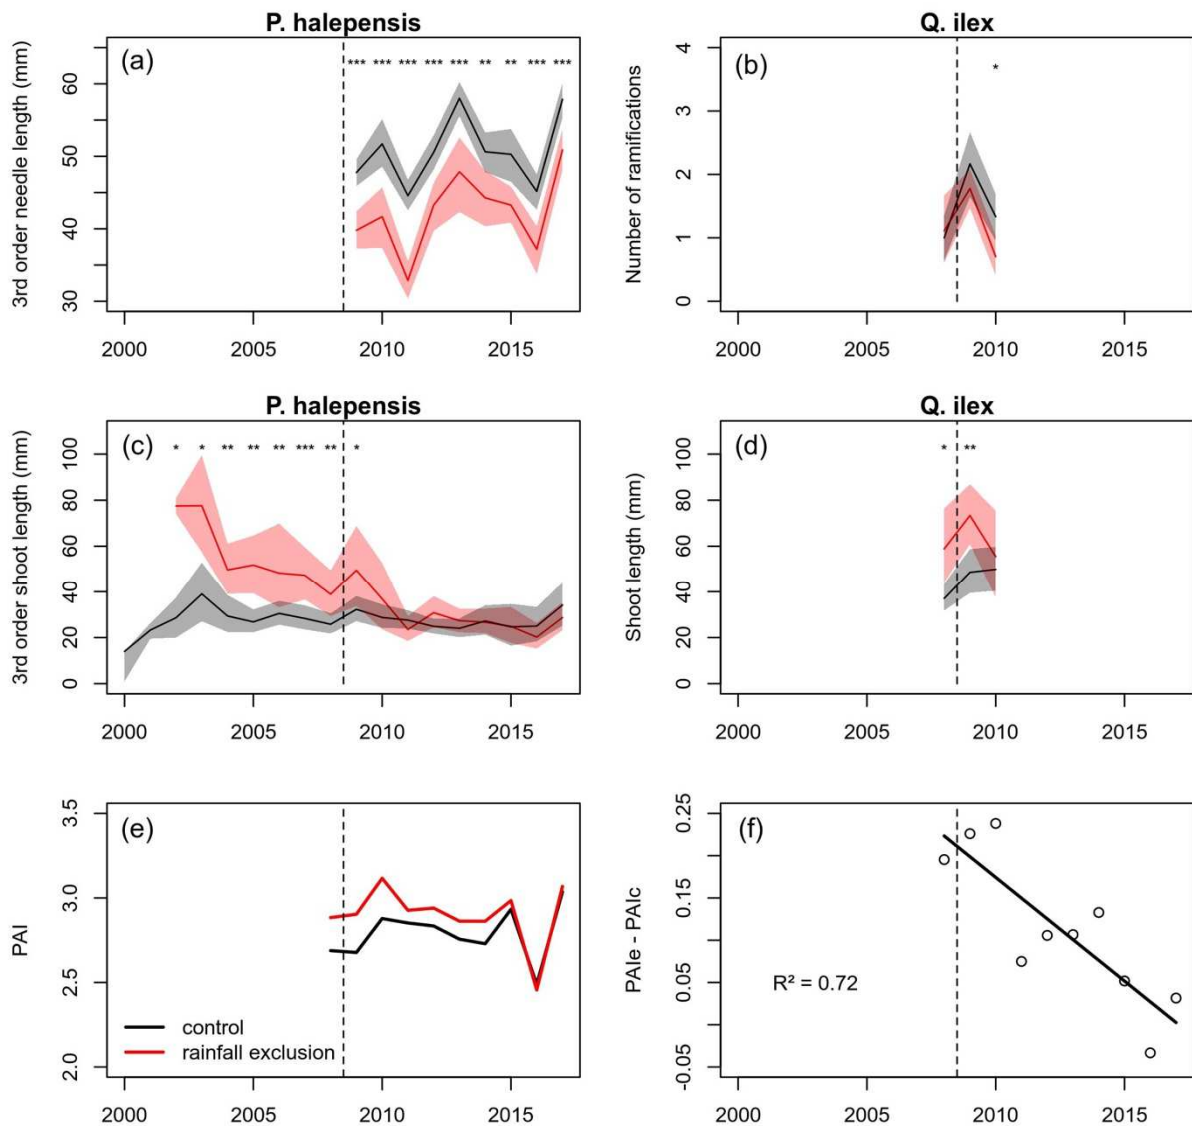 P. halepensis
(a)
*** *** *** *** *** ** ** *** ***
3rd order needle length (mm)
60
50
40
30
2000 2005 2010 2015
Q. ilex
(b)
*
Number of ramifications
4
3
2
1
0
2000 2005 2010 2015
P. halepensis
(c)
* * ** ** ** *** ** *
3rd order shoot length (mm)
100
80
60
40
20
0
2000 2005 2010 2015
Q. ilex
(d)
* **
Shoot length (mm)
100
80
60
40
20
0
2000 2005 2010 2015
(e)
PAI
3.5
3.0
2.5
2.0
control
rainfall exclusion
2000 2005 2010 2015
(f)
PAIe - PAIc
0.25
0.15
0.05
-0.05
R² = 0.72
2000 2005 2010 2015